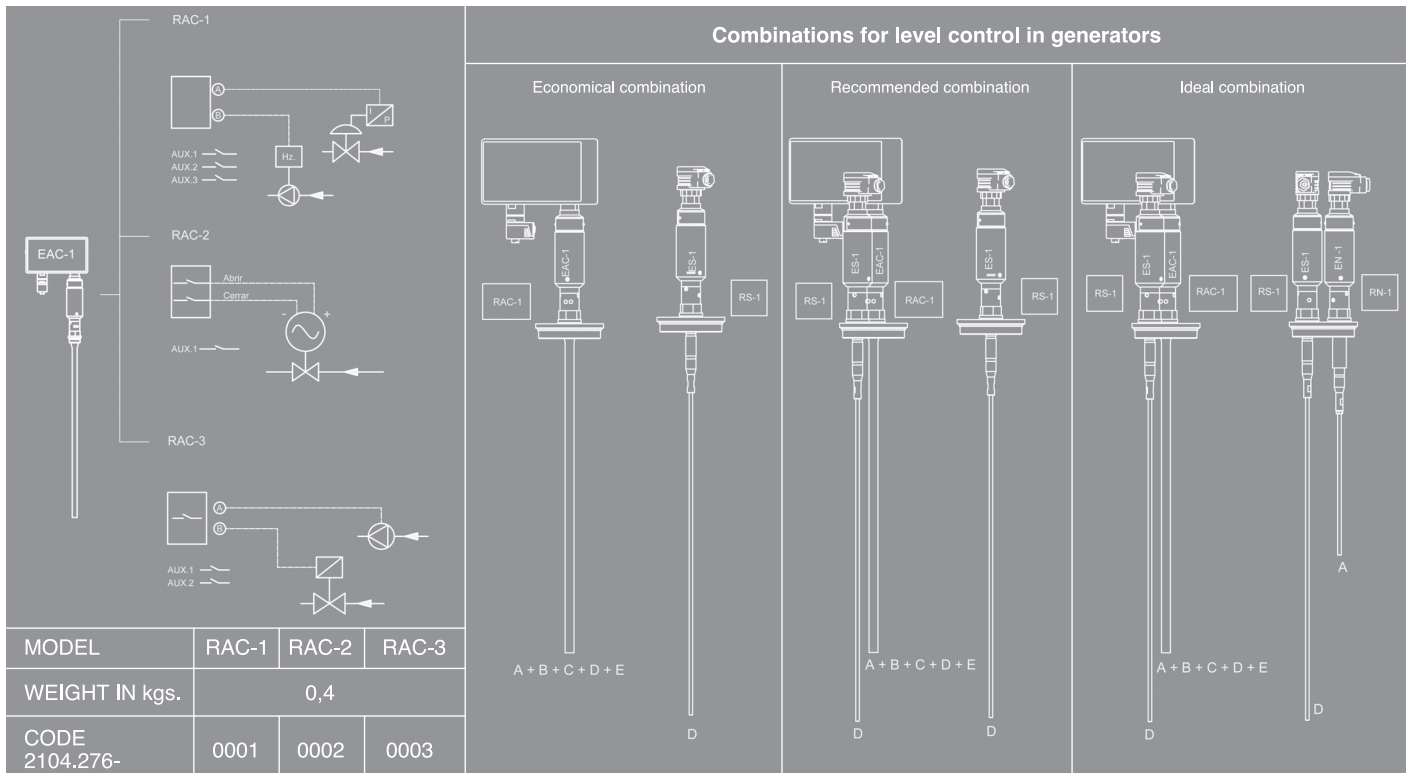 RAC-1
A
B
I
P
Hz.
AUX.1
AUX.2
AUX.3
EAC-1
RAC-2
Abrir
Cerrar
-
+
AUX.1
RAC-3
A
B
AUX.1
AUX.2
MODEL RAC-1 RAC-2 RAC-3
WEIGHT IN kgs. 0,4
CODE
2104.276- 0001 0002 0003
Combinations for level control in generators
Economical combination
RAC-1
EAC-1
ES-1
RS-1
A + B + C + D + E
D
Recommended combination
RS-1
ES-1
EAC-1
RAC-1
ES-1
RS-1
A + B + C + D + E
D
D
Ideal combination
RS-1
ES-1
EAC-1
RAC-1
RS-1
ES-1
EN-1
RN-1
A
A + B + C + D + E
D
D